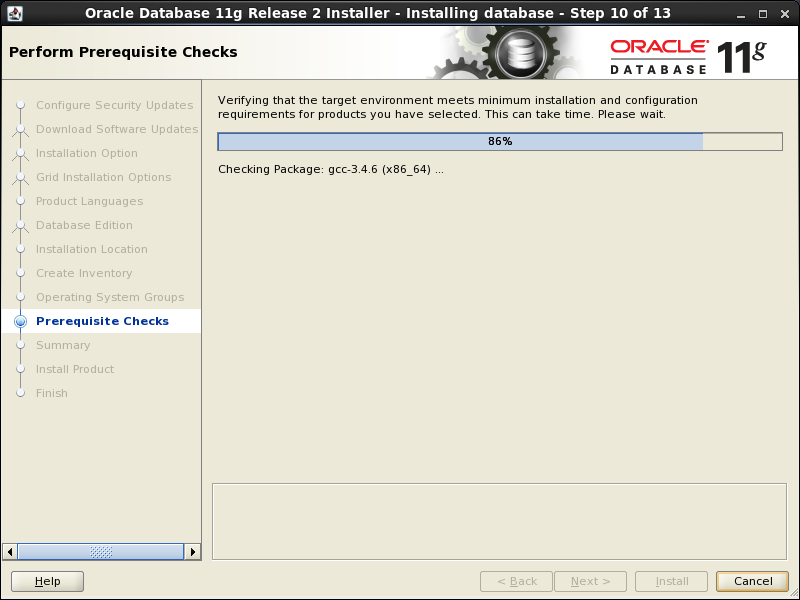 Oracle Database 11g Release 2 Installer - Installing database - Step 10 of 13
Perform Prerequisite Checks
ORACLE
DATABASE
11g
Configure Security Updates
Download Software Updates
Installation Option
Grid Installation Options
Product Languages
Database Edition
Installation Location
Create Inventory
Operating System Groups
Prerequisite Checks
Summary
Install Product
Finish
Verifying that the target environment meets minimum installation and configuration
requirements for products you have selected. This can take time. Please wait.
86%
Checking Package: gcc-3.4.6 (x86_64) ...
Help
< Back
Next >
Install
Cancel